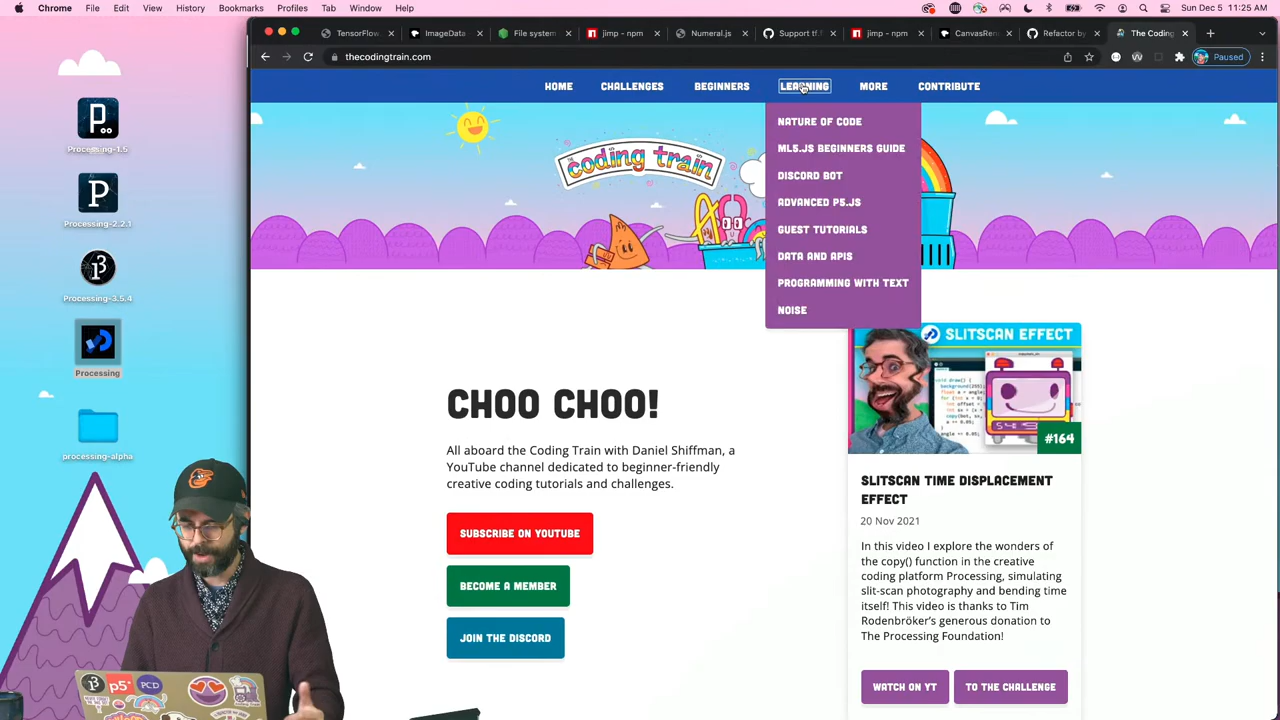 Chrome File Edit View History Bookmarks Profiles Tab Window Help Sun Dec 5 11:25 AM
TensorFlow. ImageData File system jimp - npm Numeral.js Support tf. jimp - npm CanvasRen Refactor by The Coding
thecodingtrain.com Paused
HOME CHALLENGES BEGINNERS LEARNING MORE CONTRIBUTE
NATURE OF CODE
ML5.JS BEGINNERS GUIDE
DISCORD BOT
ADVANCED P5.JS
GUEST TUTORIALS
DATA AND APIS
PROGRAMMING WITH TEXT
NOISE
THE
coding train
Processing-1.5
Processing-2.2.1
Processing-3.5.4
Processing
processing-alpha
CHOO CHOO!
All aboard the Coding Train with Daniel Shiffman, a
YouTube channel dedicated to beginner-friendly
creative coding tutorials and challenges.
SUBSCRIBE ON YOUTUBE
BECOME A MEMBER
JOIN THE DISCORD
SLITSCAN EFFECT
#164
SLITSCAN TIME DISPLACEMENT
EFFECT
20 Nov 2021
In this video I explore the wonders of
the copy() function in the creative
coding platform Processing, simulating
slit-scan photography and bending time
itself! This video is thanks to Tim
Rodenbröker's generous donation to
The Processing Foundation!
WATCH ON YT TO THE CHALLENGE
p5*
PCD